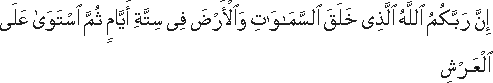 إِنَّ رَبَّكُمُ ٱللَّهُ ٱلَّذِى خَلَقَ ٱلسَّمَـٰوَٰتِ وَٱلْأَرْضَ فِى سِتَّةِ أَيَّامٍ ثُمَّ ٱسْتَوَىٰ عَلَى
ٱلْعَرْشِ